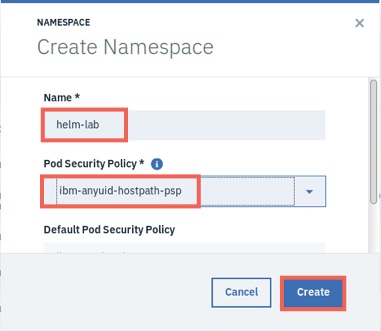 NAMESPACE
Create Namespace
Name *
helm-lab
Pod Security Policy *
ibm-anyuid-hostpath-psp
Default Pod Security Policy
Cancel
Create